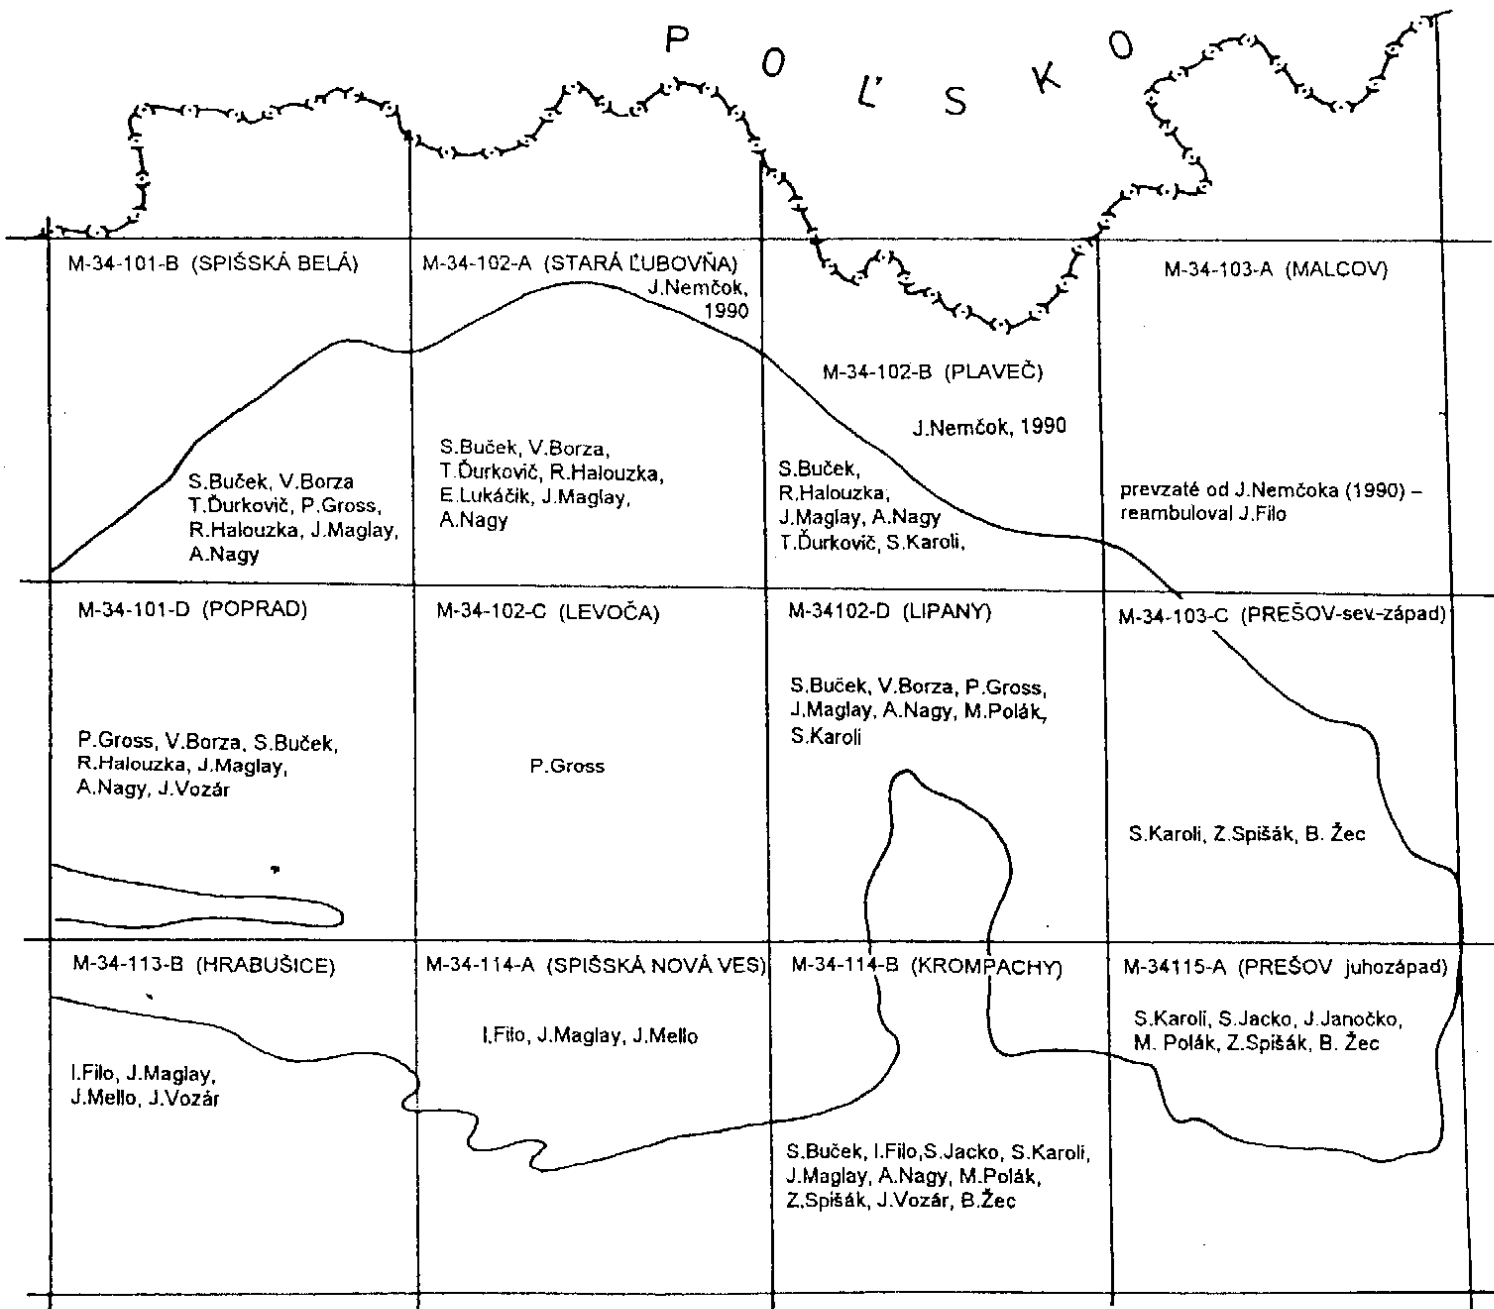 P O Ľ S K O
M-34-101-B (SPIŠSKÁ BELÁ)
S.Buček, V.Borza
T.Ďurkovič, P.Gross,
R.Halouzka, J.Maglay,
A.Nagy
M-34-102-A (STARÁ ĽUBOVŇA)
J.Nemčok,
1990
S.Buček, V.Borza,
T.Ďurkovič, R.Halouzka,
E.Lukáčik, J.Maglay,
A.Nagy
M-34-102-B (PLAVEČ)
J.Nemčok, 1990
S.Buček,
R.Halouzka,
J.Maglay, A.Nagy
T.Ďurkovič, S.Karoli,
M-34-103-A (MALCOV)
prevzaté od J.Nemčoka (1990) –
reambuloval J.Filo
M-34-101-D (POPRAD)
P.Gross, V.Borza, S.Buček,
R.Halouzka, J.Maglay,
A.Nagy, J.Vozár
M-34-102-C (LEVOČA)
P.Gross
M-34102-D (LIPANY)
S.Buček, V.Borza, P.Gross,
J.Maglay, A.Nagy, M.Polák,
S.Karoli
M-34-103-C (PREŠOV-sev.-západ)
S.Karoli, Z.Spišák, B. Žec
M-34-113-B (HRABUŠICE)
I.Filo, J.Maglay,
J.Mello, J.Vozár
M-34-114-A (SPIŠSKÁ NOVÁ VES)
I.Filo, J.Maglay, J.Mello
M-34-114-B (KROMPACHY)
S.Buček, I.Filo,S.Jacko, S.Karoli,
J.Maglay, A.Nagy, M.Polák,
Z.Spišák, J.Vozár, B.Žec
M-34115-A (PREŠOV juhozápad)
S.Karoli, S.Jacko, J.Janočko,
M. Polák, Z.Spišák, B. Žec